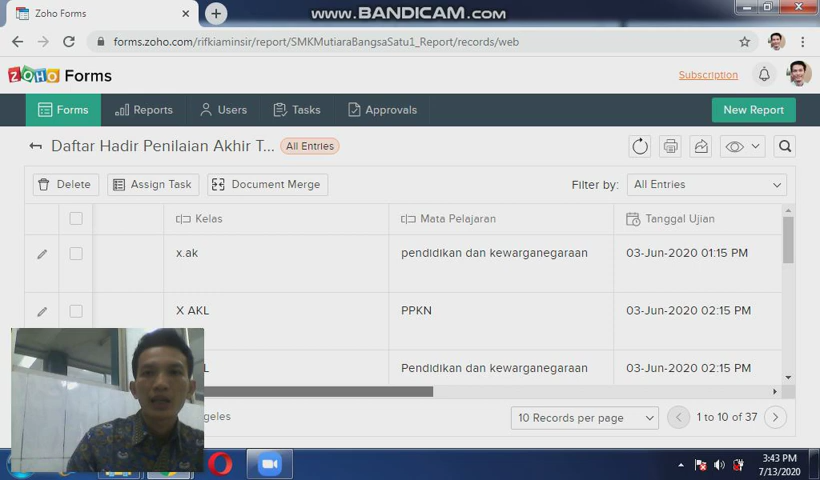 Zoho Forms
www.BANDICAM.com
forms.zoho.com/rifkiaminsir/report/SMKMutiaraBangsaSatu1_Report/records/web
ZOHO Forms
Subscription
Forms
Reports
Users
Tasks
Approvals
New Report
Daftar Hadir Penilaian Akhir T...
All Entries
Delete
Assign Task
Document Merge
Filter by:
All Entries
Kelas
Mata Pelajaran
Tanggal Ujian
x.ak
pendidikan dan kewarganegaraan
03-Jun-2020 01:15 PM
X AKL
PPKN
03-Jun-2020 02:15 PM
Pendidikan dan kewarganegaraan
03-Jun-2020 02:15 PM
10 Records per page
1 to 10 of 37
3:43 PM
7/13/2020